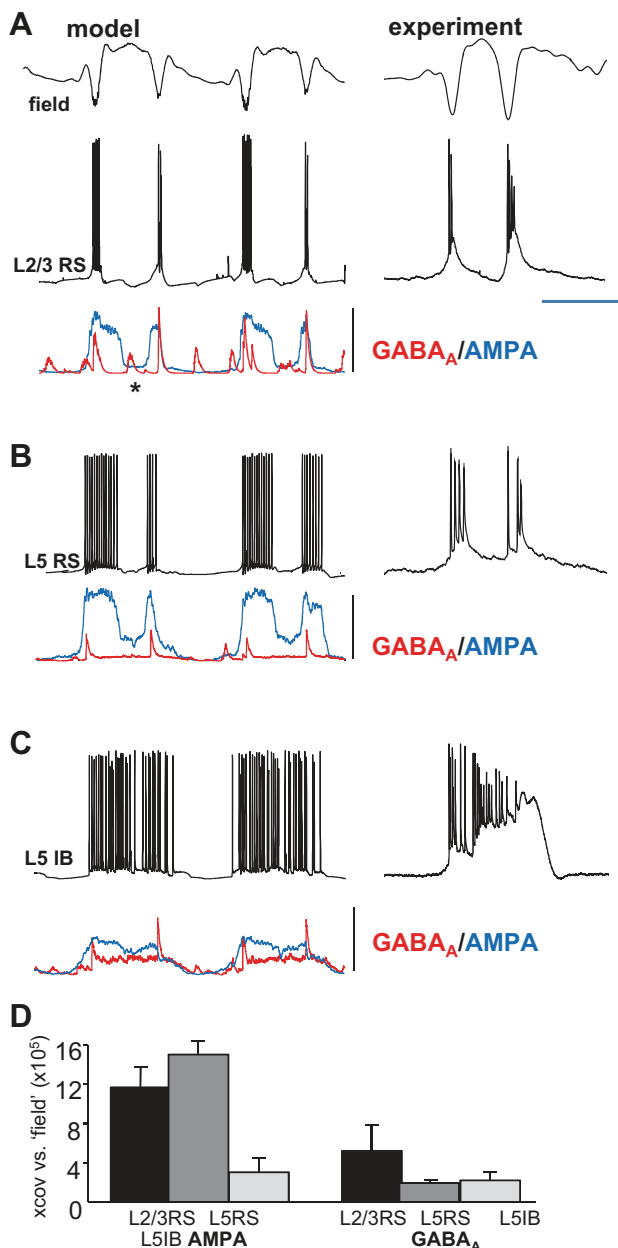 A
model
experiment
field
L2/3 RS
GABAA/AMPA
*
B
L5 RS
GABAA/AMPA
C
L5 IB
GABAA/AMPA
D
xcov vs. 'field' (x10⁵)
16
12
8
4
0
L2/3RS L5RS
L5IB AMPA
L2/3RS L5RS L5IB
GABAA